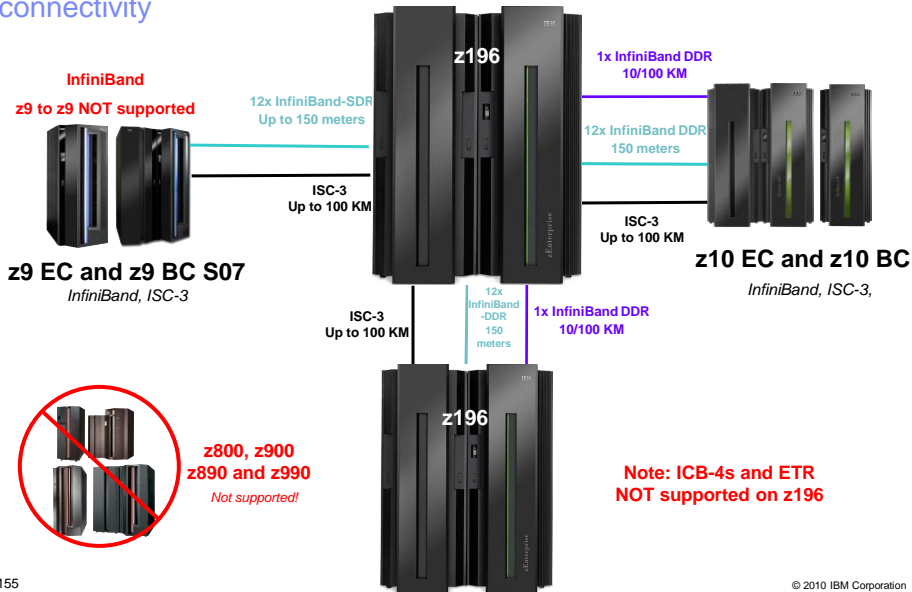 connectivity
InfiniBand
z9 to z9 NOT supported
12x InfiniBand-SDR
Up to 150 meters
ISC-3
Up to 100 KM
z9 EC and z9 BC S07
InfiniBand, ISC-3
z196
1x InfiniBand DDR
10/100 KM
12x InfiniBand DDR
150 meters
ISC-3
Up to 100 KM
z10 EC and z10 BC
InfiniBand, ISC-3,
zEnterprise
ISC-3
Up to 100 KM
12x
InfiniBand
-DDR
150
meters
1x InfiniBand DDR
10/100 KM
z196
zEnterprise
z800, z900
z890 and z990
Not supported!
Note: ICB-4s and ETR
NOT supported on z196
155
© 2010 IBM Corporation